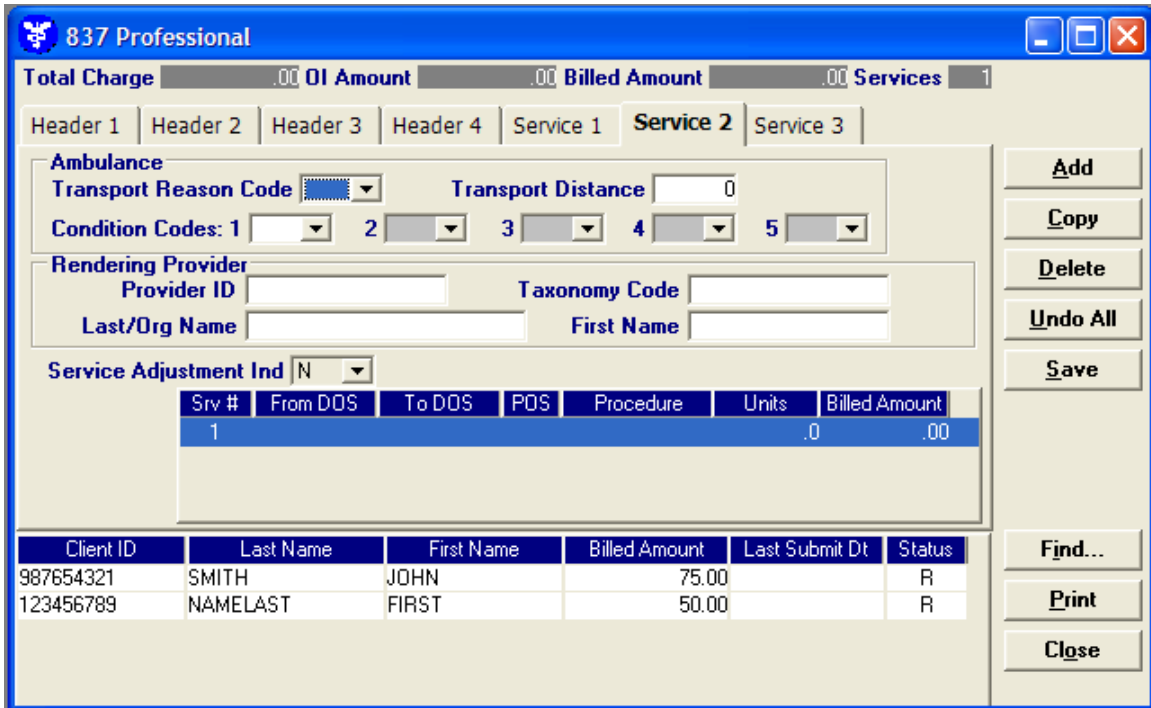 837 Professional
Total Charge .00 OI Amount .00 Billed Amount .00 Services 1
Header 1 Header 2 Header 3 Header 4 Service 1 Service 2 Service 3
Ambulance
Transport Reason Code Transport Distance 0
Condition Codes: 1 2 3 4 5
Rendering Provider
Provider ID Taxonomy Code
Last/Org Name First Name
Service Adjustment Ind N
Srv # From DOS To DOS POS Procedure Units Billed Amount
1 .0 .00
Add
Copy
Delete
Undo All
Save
Client ID Last Name First Name Billed Amount Last Submit Dt Status
987654321 SMITH JOHN 75.00 R
123456789 NAMELAST FIRST 50.00 R
Find...
Print
Close